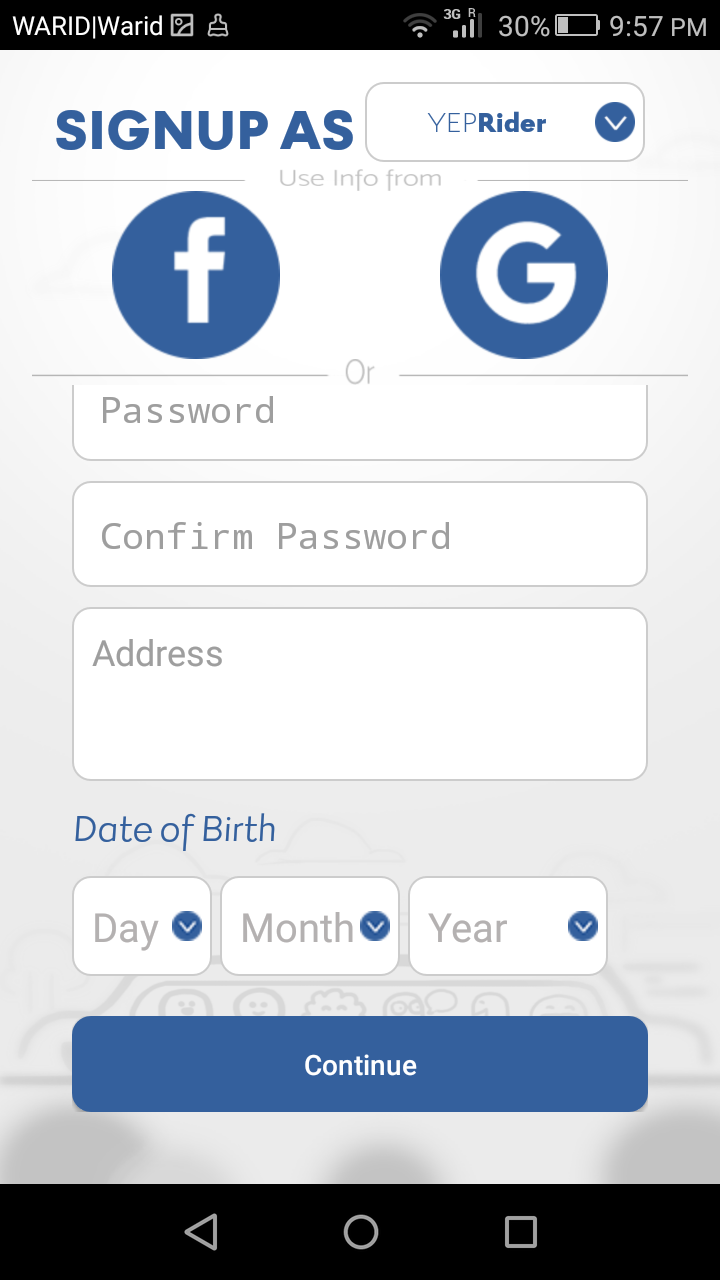 WARID|Warid 3G R 30% 9:57 PM
SIGNUP AS YEPRider
Use Info from
f G
Or
Password
Confirm Password
Address
Date of Birth
Day Month Year
Continue